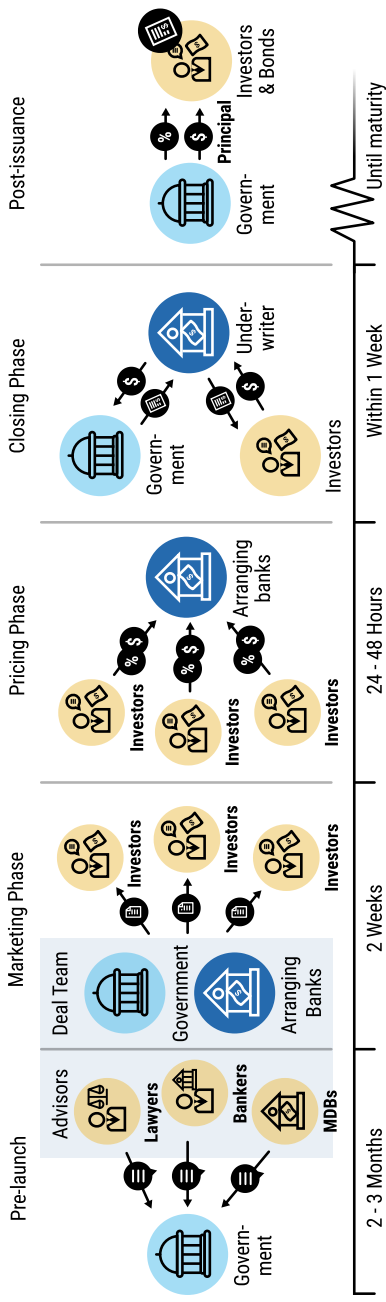 Pre-launch
Advisors
Lawyers
Bankers
MDBs
Govern-
ment
2 - 3 Months
Marketing Phase
Deal Team
Government
Arranging
Banks
Investors
Investors
Investors
2 Weeks
Pricing Phase
Investors
Investors
Investors
% $
% $
% $
Arranging
banks
24 - 48 Hours
Closing Phase
Govern-
ment
$
Under-
writer
$
Investors
Within 1 Week
Post-issuance
Govern-
ment
%
$
Principal
Investors
& Bonds
Until maturity